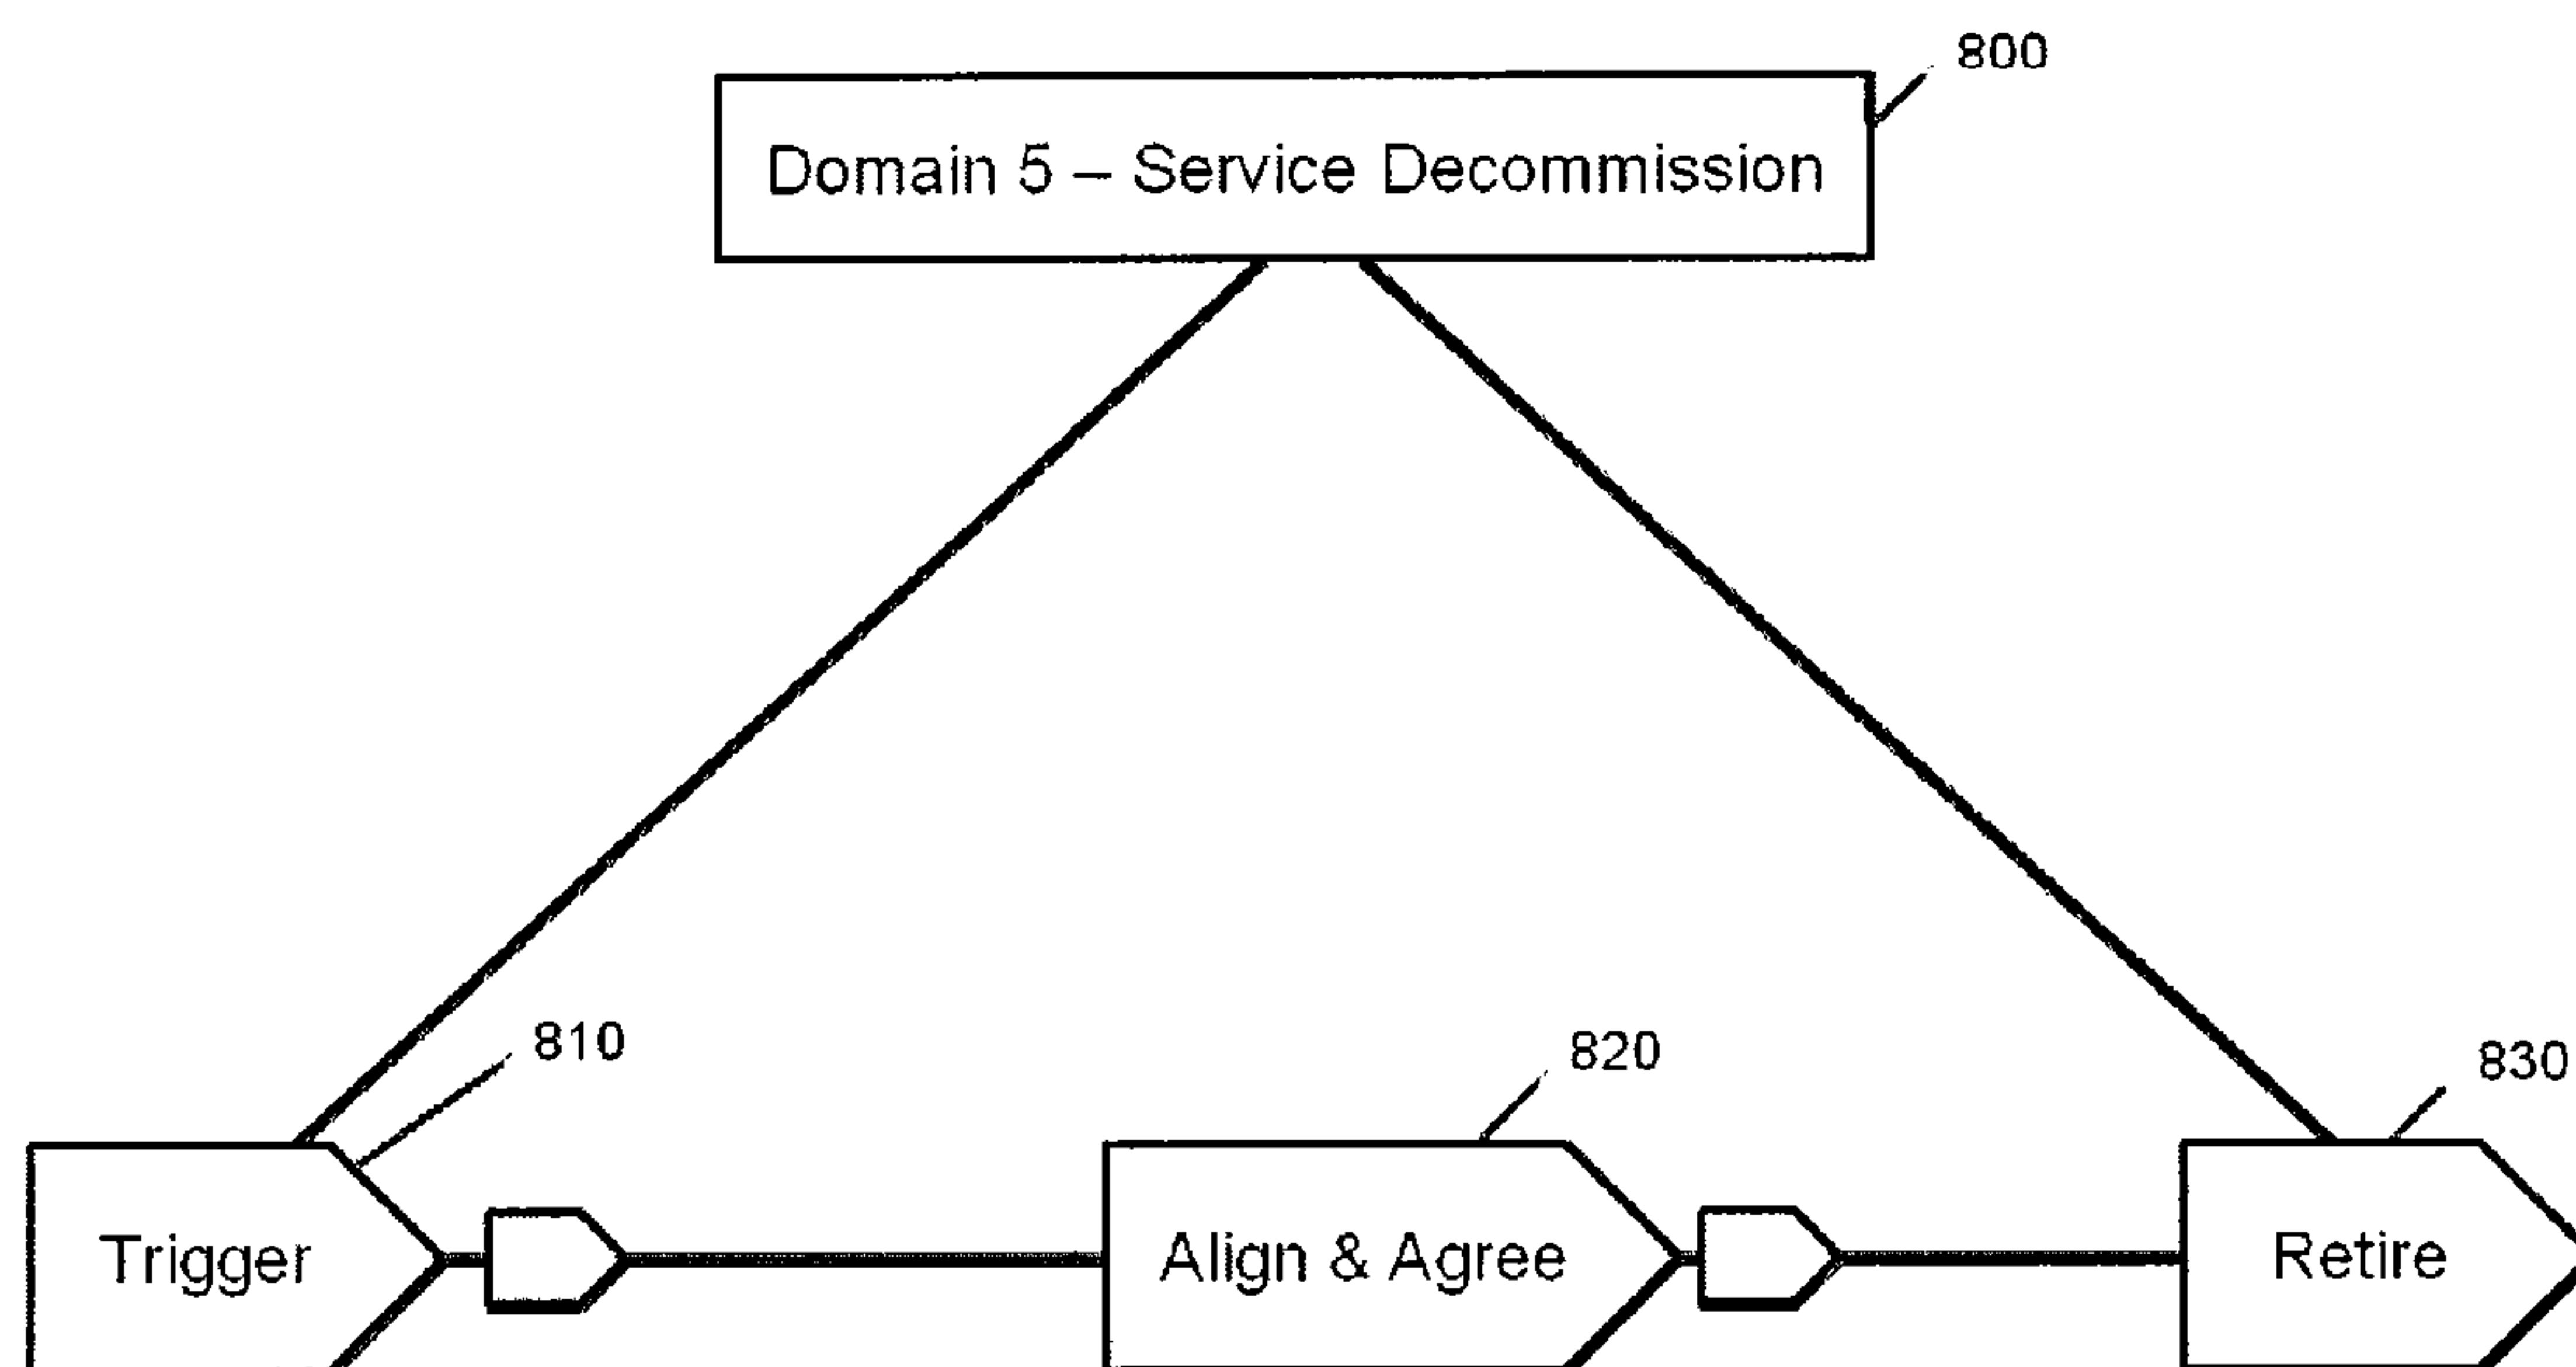 800
Domain 5 – Service Decommission
810
820
830
Trigger
Align & Agree
Retire